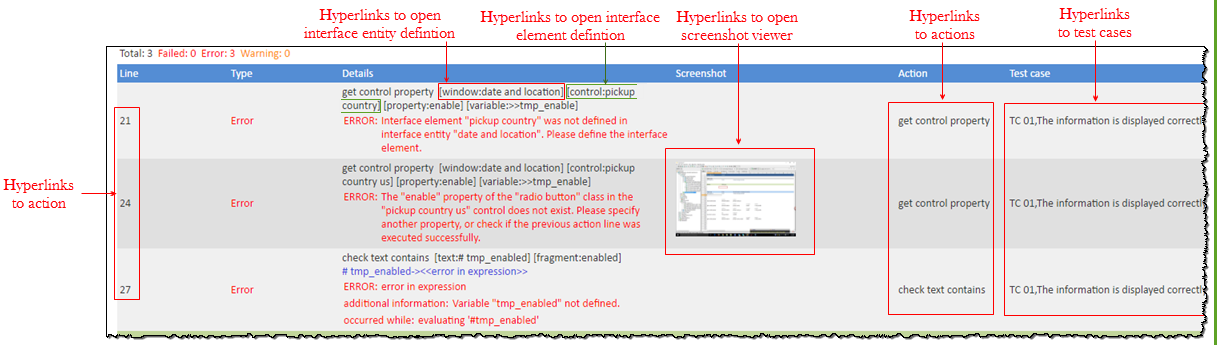 Hyperlinks to open
interface entity defintion
Hyperlinks to open interface
element defintion
Hyperlinks to open
screenshot viewer
Hyperlinks
to actions
Hyperlinks
to test cases
Total: 3 Failed: 0 Error: 3 Warning: 0
Line Type Details Screenshot Action Test case
get control property [window:date and location] [control:pickup
country] [property:enable] [variable:>>tmp_enable]
21 Error ERROR: Interface element "pickup country" was not defined in get control property TC 01,The information is displayed correctl
interface entity "date and location". Please define the interface
element.
Hyperlinks
to action
get control property [window:date and location] [control:pickup
country us] [property:enable] [variable:>>tmp_enable]
24 Error ERROR: The "enable" property of the "radio button" class in the get control property TC 01,The information is displayed correctl
"pickup country us" control does not exist. Please specify
another property, or check if the previous action line was
executed successfully.
check text contains [text:# tmp_enabled] [fragment:enabled]
# tmp_enabled-><<error in expression>>
27 Error ERROR: error in expression check text contains TC 01,The information is displayed correctl
additional information: Variable "tmp_enabled" not defined.
occurred while: evaluating '#tmp_enabled'